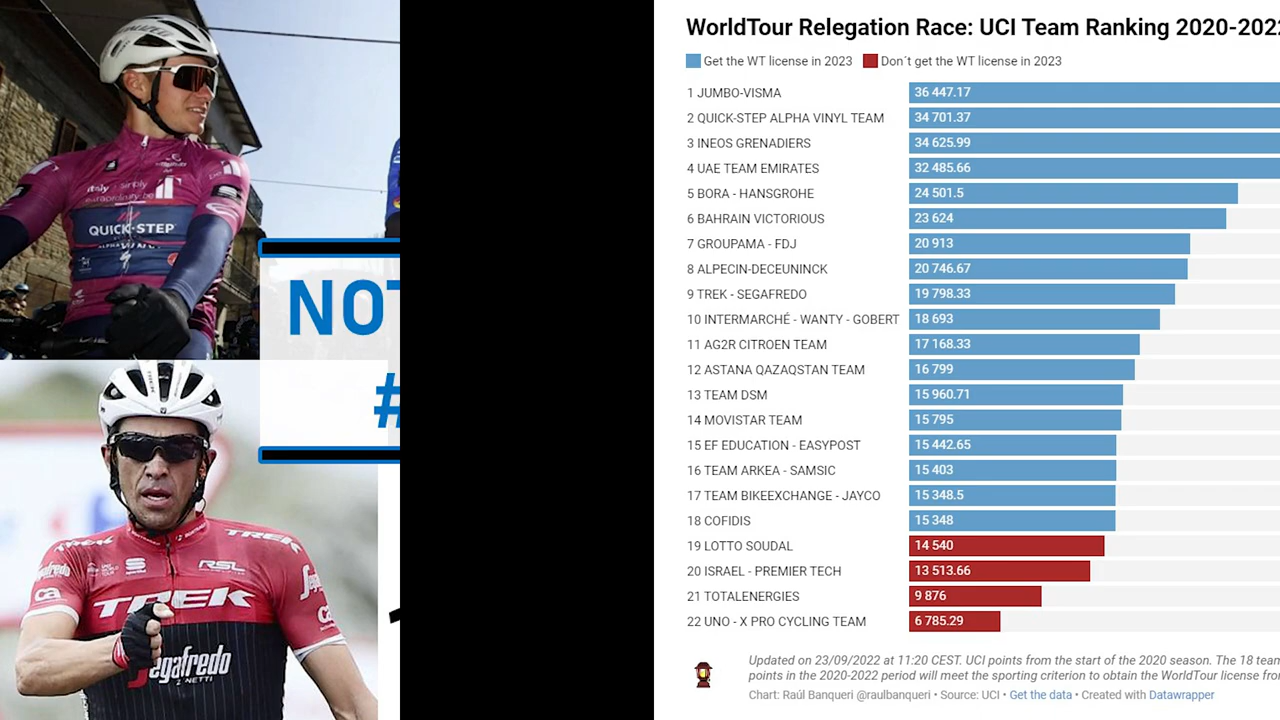 QUICK-STEP
NOT
#
TREK
RSL
TREK
TREK
Segafredo
ZANETTI
WorldTour Relegation Race: UCI Team Ranking 2020-202
Get the WT license in 2023 Don´t get the WT license in 2023
1 JUMBO-VISMA 36 447.17
2 QUICK-STEP ALPHA VINYL TEAM 34 701.37
3 INEOS GRENADIERS 34 625.99
4 UAE TEAM EMIRATES 32 485.66
5 BORA - HANSGROHE 24 501.5
6 BAHRAIN VICTORIOUS 23 624
7 GROUPAMA - FDJ 20 913
8 ALPECIN-DECEUNINCK 20 746.67
9 TREK - SEGAFREDO 19 798.33
10 INTERMARCHÉ - WANTY - GOBERT 18 693
11 AG2R CITROEN TEAM 17 168.33
12 ASTANA QAZAQSTAN TEAM 16 799
13 TEAM DSM 15 960.71
14 MOVISTAR TEAM 15 795
15 EF EDUCATION - EASYPOST 15 442.65
16 TEAM ARKEA - SAMSIC 15 403
17 TEAM BIKEEXCHANGE - JAYCO 15 348.5
18 COFIDIS 15 348
19 LOTTO SOUDAL 14 540
20 ISRAEL - PREMIER TECH 13 513.66
21 TOTALENERGIES 9 876
22 UNO - X PRO CYCLING TEAM 6 785.29
Updated on 23/09/2022 at 11:20 CEST. UCI points from the start of the 2020 season. The 18 team
points in the 2020-2022 period will meet the sporting criterion to obtain the WorldTour license fro
Chart: Raúl Banqueri @raulbanqueri • Source: UCI • Get the data • Created with Datawrapper